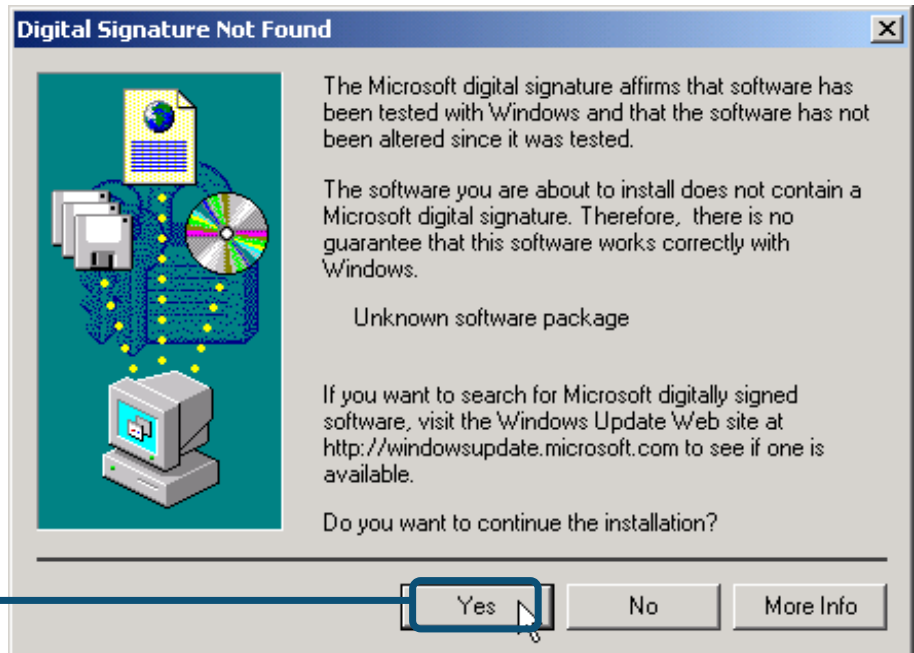 Digital Signature Not Found
The Microsoft digital signature affirms that software has
been tested with Windows and that the software has not
been altered since it was tested.
The software you are about to install does not contain a
Microsoft digital signature. Therefore,  there is no
guarantee that this software works correctly with
Windows.
Unknown software package
If you want to search for Microsoft digitally signed
software, visit the Windows Update Web site at
http://windowsupdate.microsoft.com to see if one is
available.
Do you want to continue the installation?
Yes No More Info